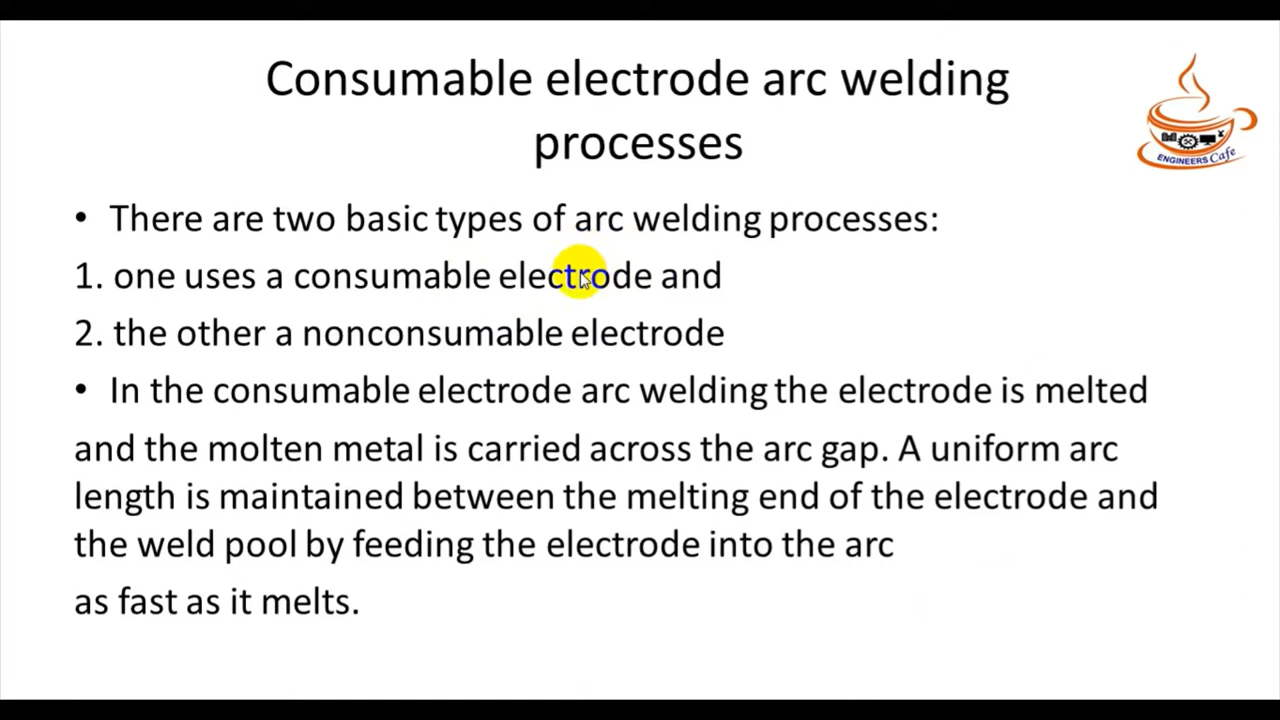 Consumable electrode arc welding
processes
ENGINEERS Cafe
• There are two basic types of arc welding processes:
1. one uses a consumable electrode and
2. the other a nonconsumable electrode
• In the consumable electrode arc welding the electrode is melted
and the molten metal is carried across the arc gap. A uniform arc
length is maintained between the melting end of the electrode and
the weld pool by feeding the electrode into the arc
as fast as it melts.